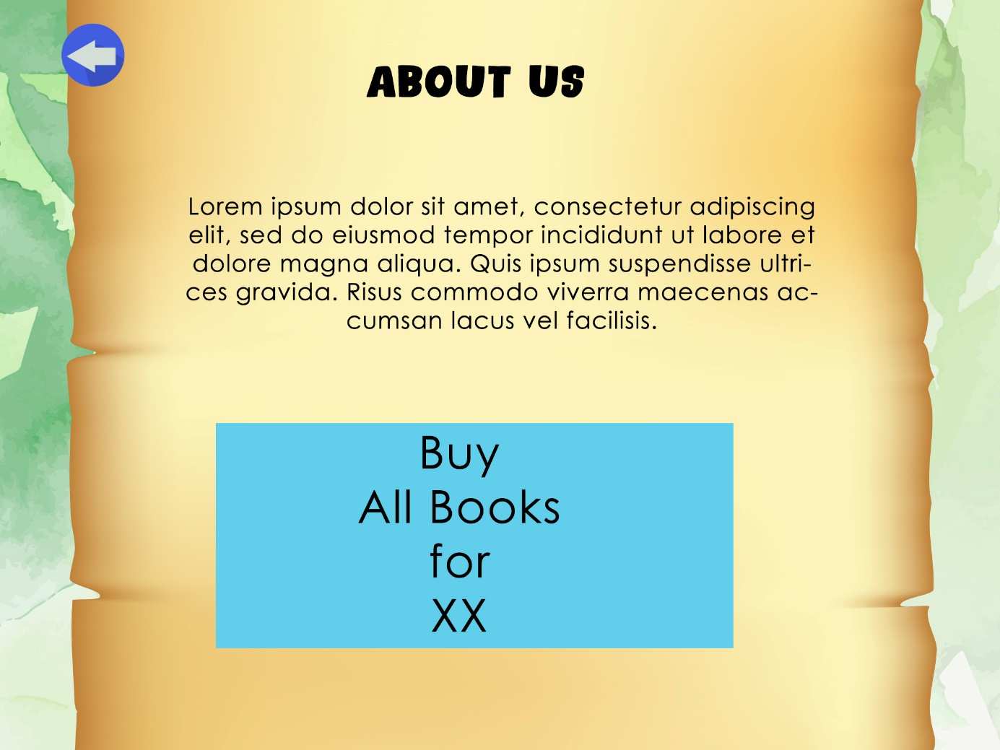 ABOUT US
Lorem ipsum dolor sit amet, consectetur adipiscing
elit, sed do eiusmod tempor incididunt ut labore et
dolore magna aliqua. Quis ipsum suspendisse ultri-
ces gravida. Risus commodo viverra maecenas ac-
cumsan lacus vel facilisis.
Buy
All Books
for
XX